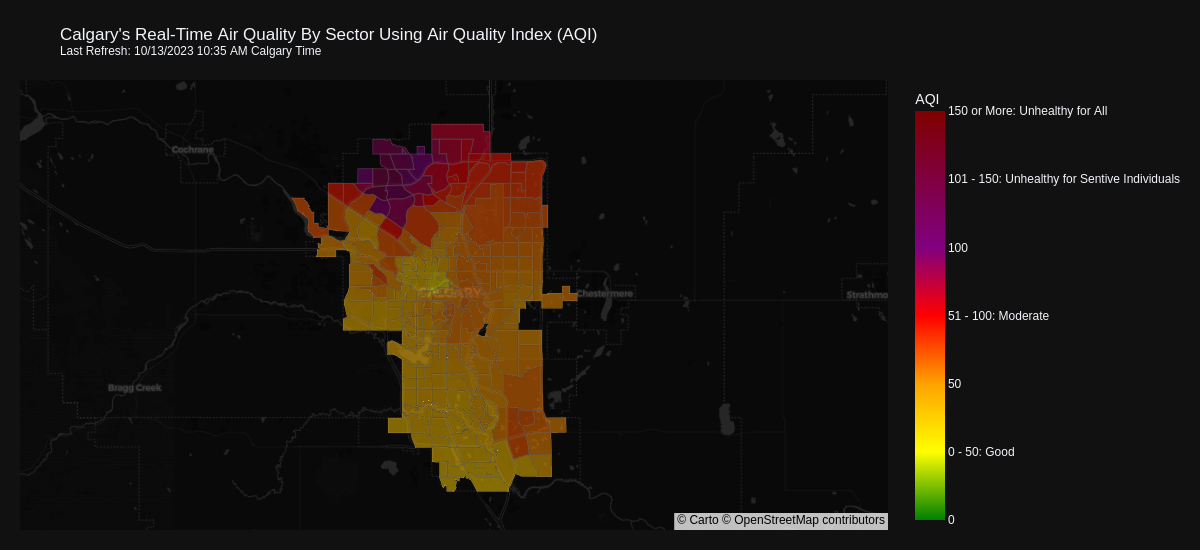 Calgary's Real-Time Air Quality By Sector Using Air Quality Index (AQI)
Last Refresh: 10/13/2023 10:35 AM Calgary Time
AQI
150 or More: Unhealthy for All
101 - 150: Unhealthy for Sentive Individuals
100
51 - 100: Moderate
50
0 - 50: Good
0
Cochrane
CALGARY
Chestermere
Strathmo
Bragg Creek
© Carto © OpenStreetMap contributors